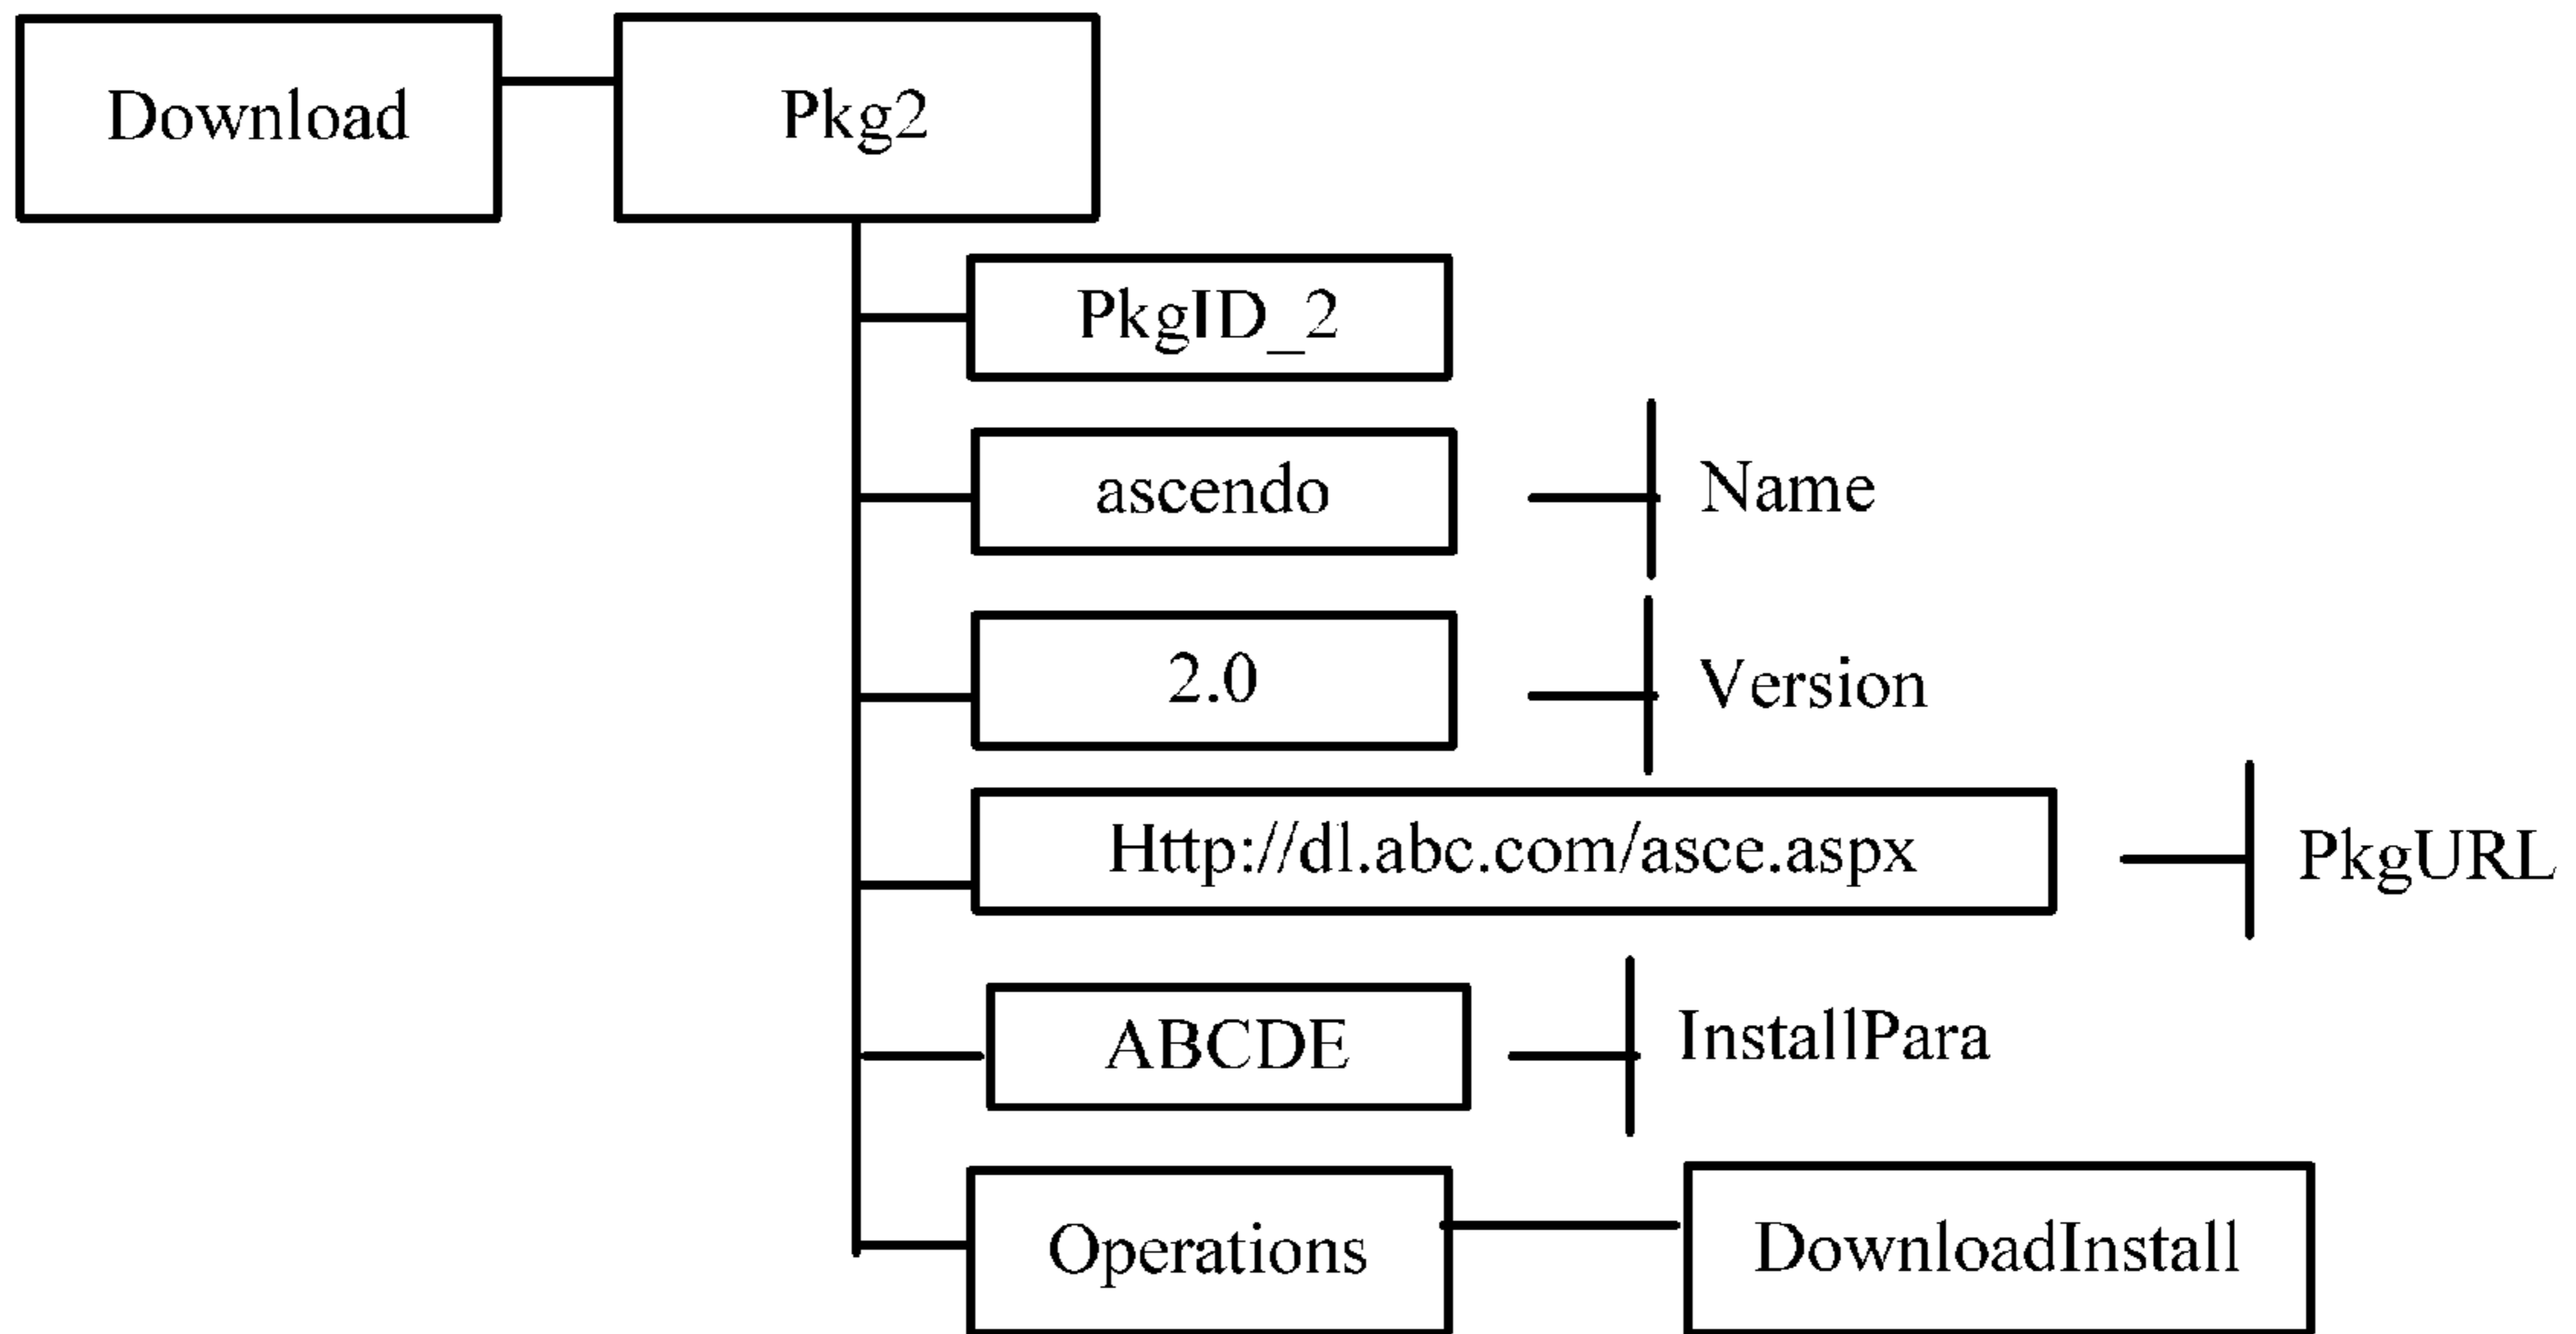 Download
Pkg2
PkgID_2
ascendo
Name
2.0
Version
Http://dl.abc.com/asce.aspx
PkgURL
ABCDE
InstallPara
Operations
DownloadInstall